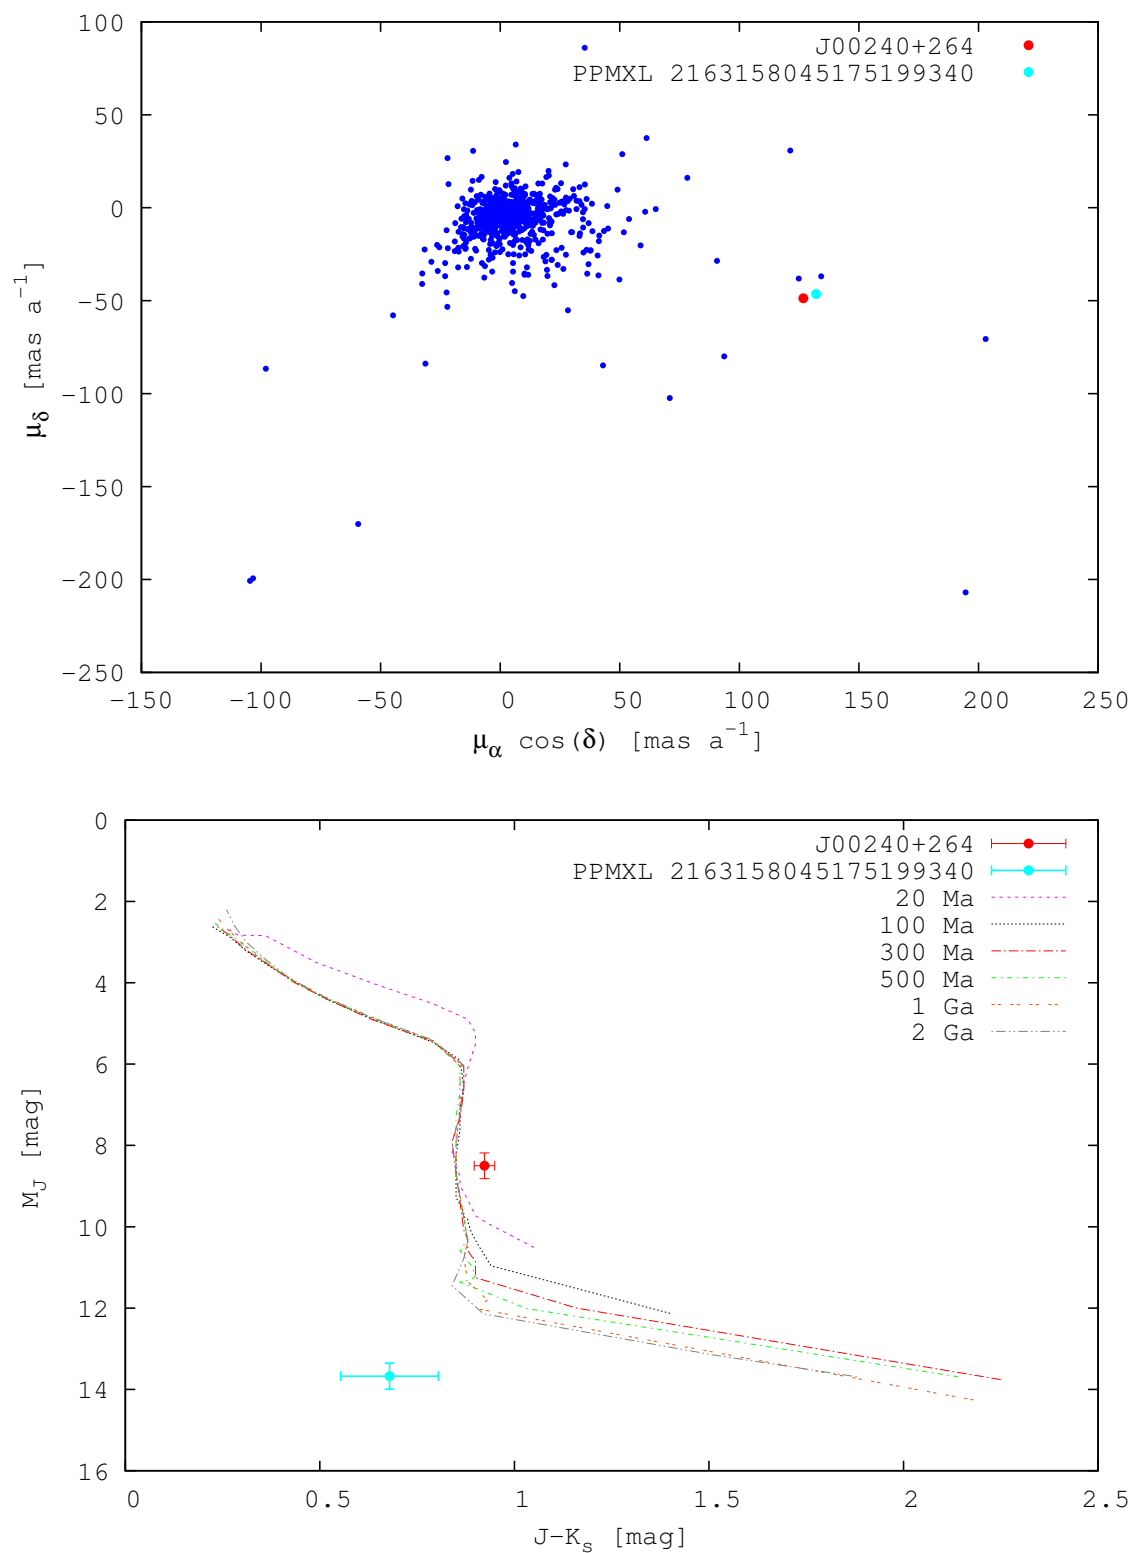 100
50
0
−50
−100
−150
−200
−250
μδ [mas a−1]
J00240+264
PPMXL 2163158045175199340
−150 −100 −50 0 50 100 150 200 250
μα cos(δ) [mas a−1]
0
2
4
6
8
10
12
14
16
MJ [mag]
J00240+264
PPMXL 2163158045175199340
20 Ma
100 Ma
300 Ma
500 Ma
1 Ga
2 Ga
0 0.5 1 1.5 2 2.5
J−Ks [mag]